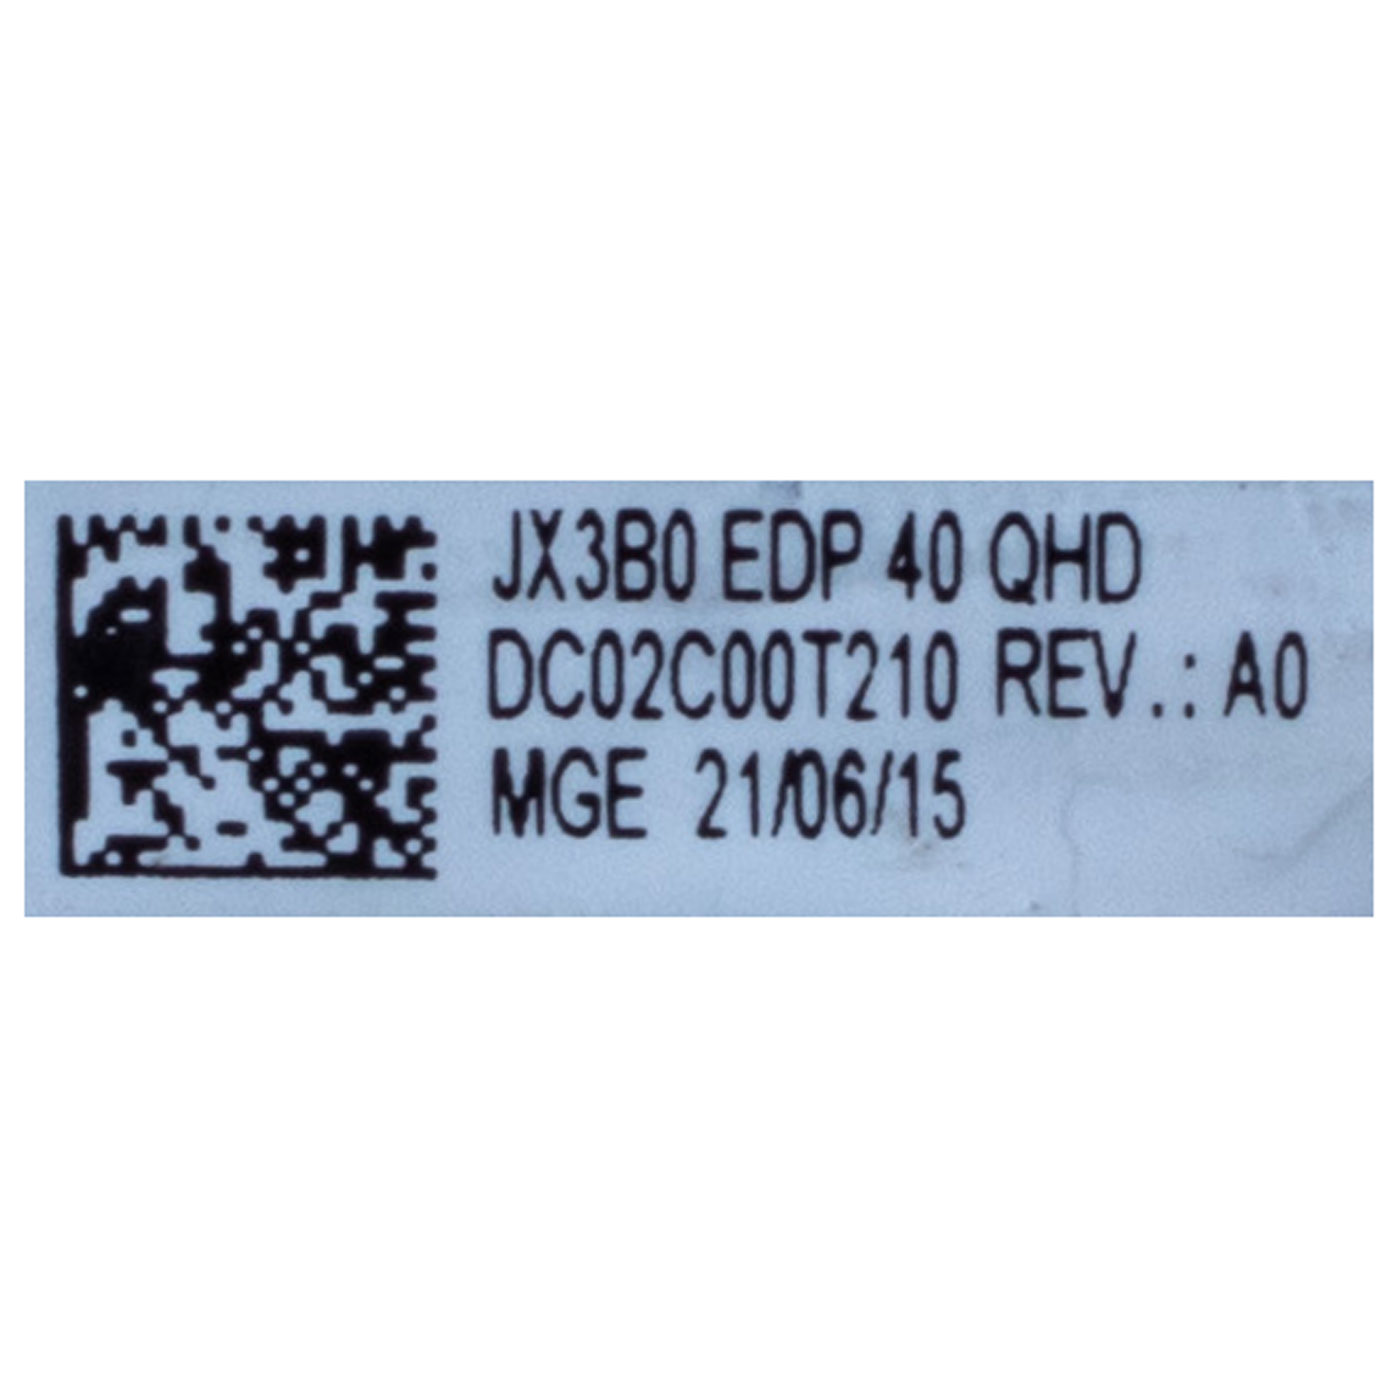 JX3B0 EDP 40 QHD
DC02C00T210 REV.: A0
MGE 21/06/15